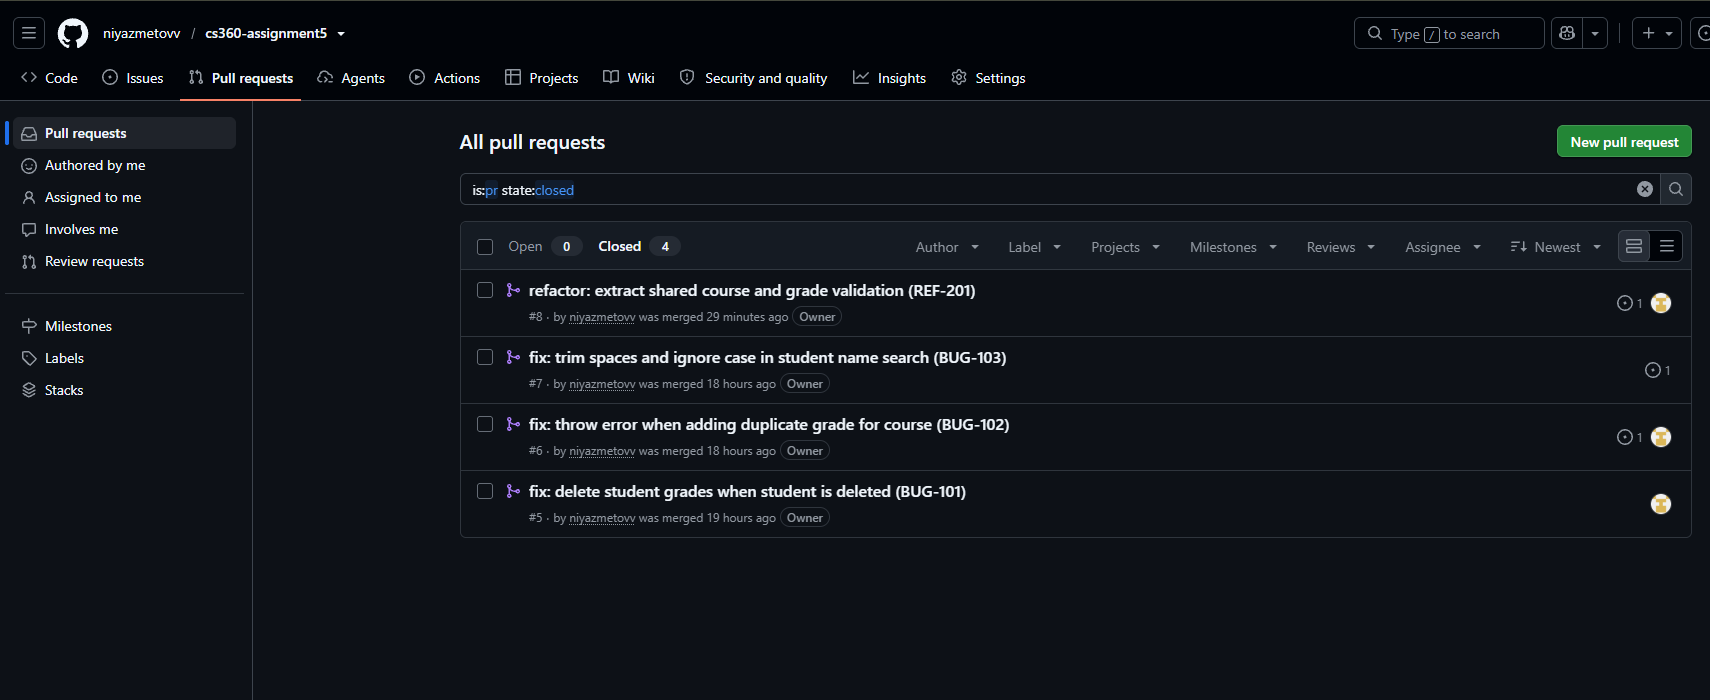 niyazmetovv / cs360-assignment5
Type / to search
Code Issues Pull requests Agents Actions Projects Wiki Security and quality Insights Settings
Pull requests
Authored by me
Assigned to me
Involves me
Review requests
Milestones
Labels
Stacks
All pull requests
New pull request
is:pr state:closed
Open 0 Closed 4 Author Label Projects Milestones Reviews Assignee Newest
refactor: extract shared course and grade validation (REF-201)
1
#8 · by niyazmetovv was merged 29 minutes ago Owner
fix: trim spaces and ignore case in student name search (BUG-103)
1
#7 · by niyazmetovv was merged 18 hours ago Owner
fix: throw error when adding duplicate grade for course (BUG-102)
1
#6 · by niyazmetovv was merged 18 hours ago Owner
fix: delete student grades when student is deleted (BUG-101)
#5 · by niyazmetovv was merged 19 hours ago Owner